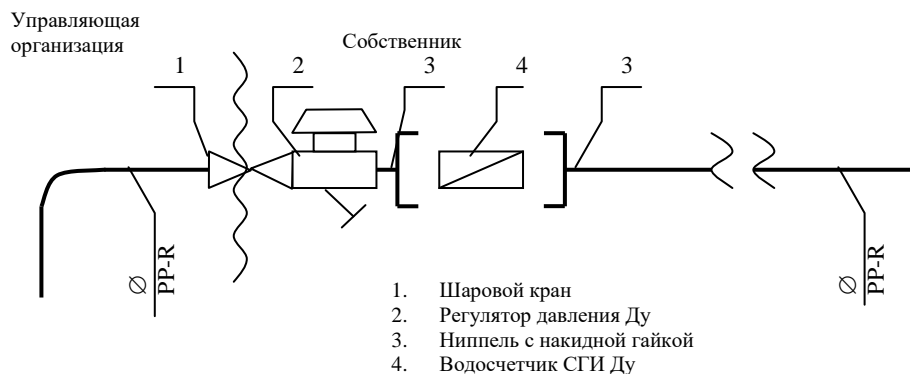 Управляющая
организация
Собственник
1
2
3
4
3
∅
PP-R
∅
PP-R
1. Шаровой кран
2. Регулятор давления Ду
3. Ниппель с накидной гайкой
4. Водосчетчик СГИ Ду